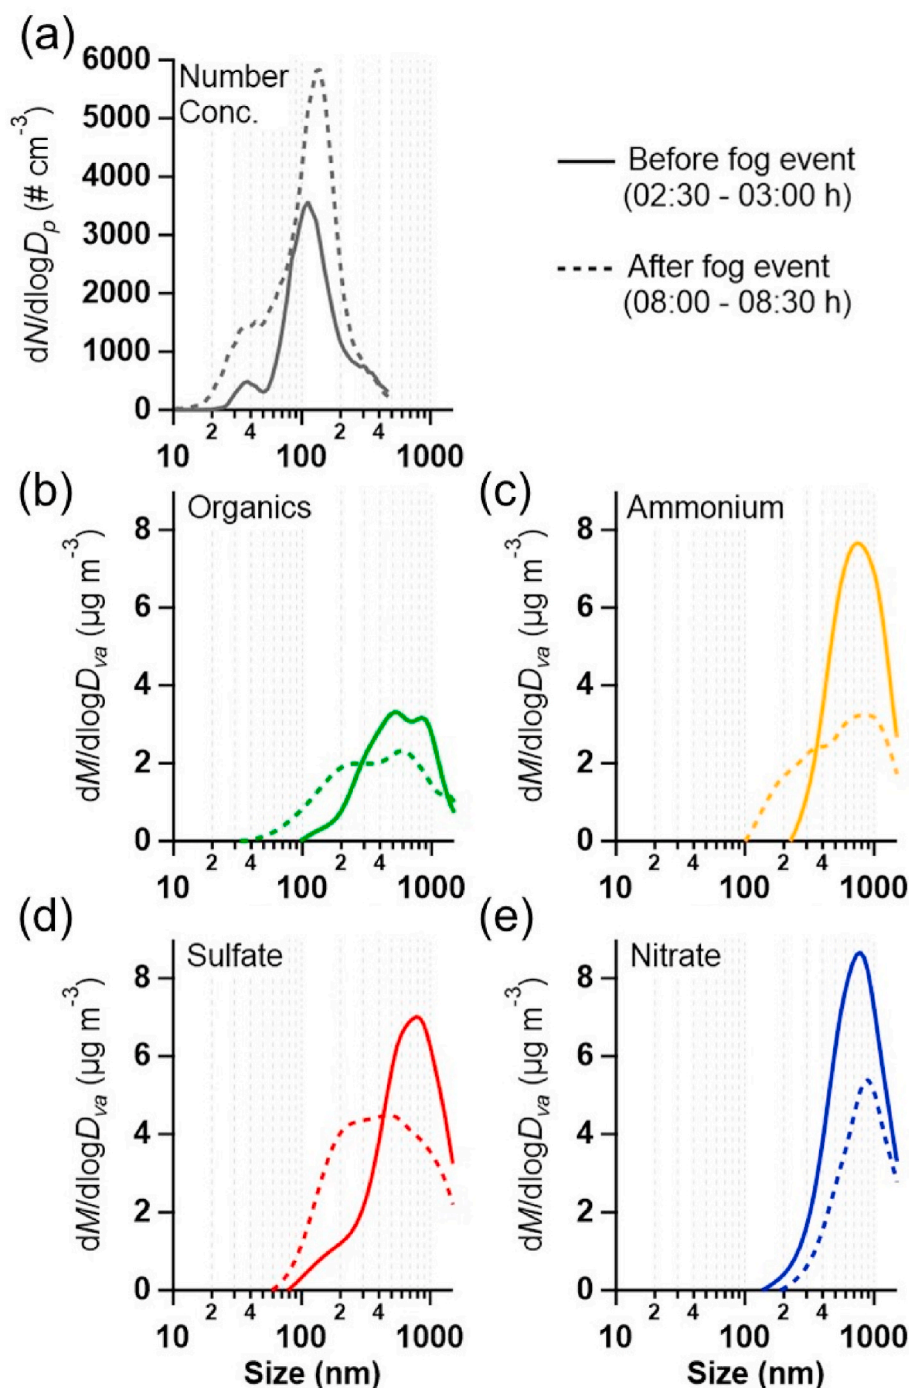 (a)
6000
5000
4000
3000
2000
1000
0
dN/dlogDp (# cm-3)
Number
Conc.
10 2 4 100 2 4 1000
Before fog event
(02:30 - 03:00 h)
After fog event
(08:00 - 08:30 h)
(b)
Organics
8
6
4
2
0
dM/dlogDva (µg m-3)
10 2 4 100 2 4 1000
(c)
Ammonium
8
6
4
2
0
dM/dlogDva (µg m-3)
10 2 4 100 2 4 1000
(d)
Sulfate
8
6
4
2
0
dM/dlogDva (µg m-3)
10 2 4 100 2 4 1000
Size (nm)
(e)
Nitrate
8
6
4
2
0
dM/dlogDva (µg m-3)
10 2 4 100 2 4 1000
Size (nm)